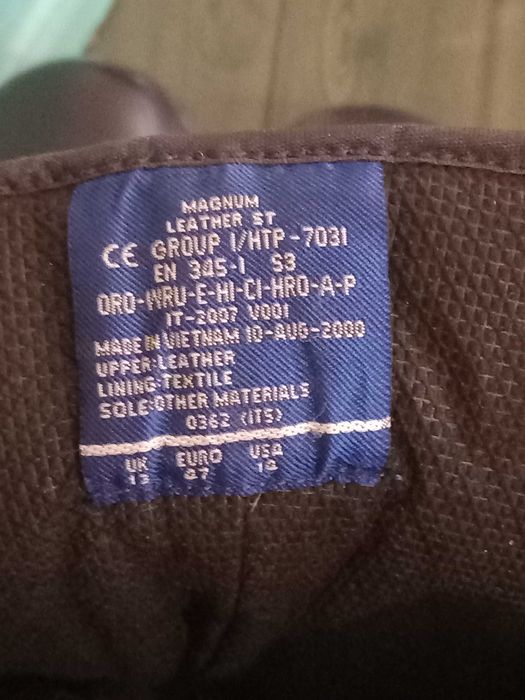 MAGNUM
LEATHER ST
CE GROUP I/HTP-7031
EN 345-1 S3
ORO-WRU-E-HI-CI-HRO-A-P
IT-2007 V001
MADE IN VIETNAM 10-AUG-2000
UPPER-LEATHER
LINING-TEXTILE
SOLE-OTHER MATERIALS
0362 (ITS)
UK EURO USA
47